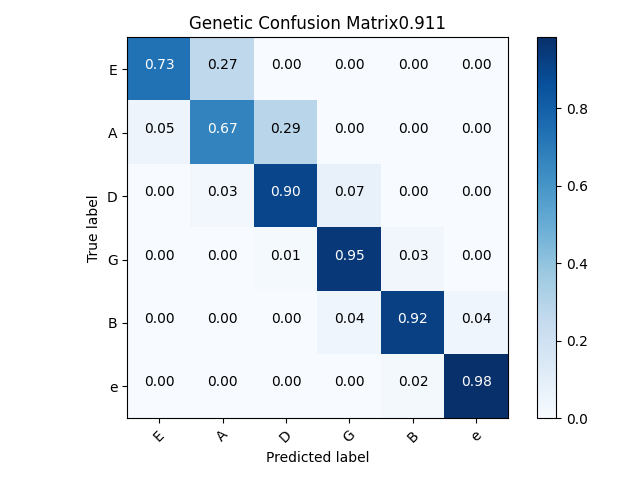 Genetic Confusion Matrix0.911
E 0.73 0.27 0.00 0.00 0.00 0.00
A 0.05 0.67 0.29 0.00 0.00 0.00
D 0.00 0.03 0.90 0.07 0.00 0.00
G 0.00 0.00 0.01 0.95 0.03 0.00
B 0.00 0.00 0.00 0.04 0.92 0.04
e 0.00 0.00 0.00 0.00 0.02 0.98
E A D G B e
Predicted label
True label
0.8
0.6
0.4
0.2
0.0